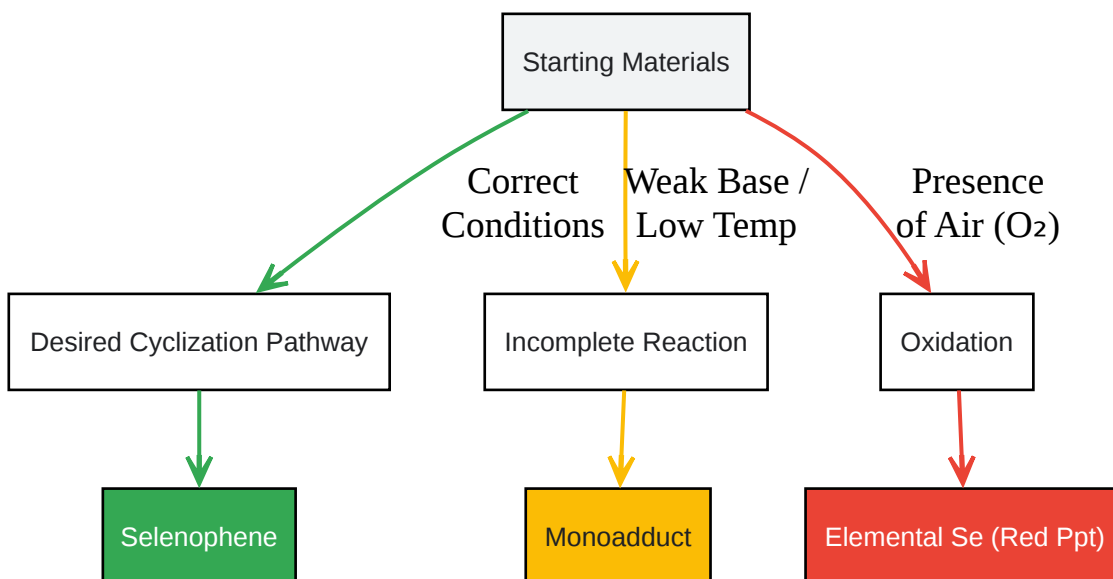 Starting Materials
Correct
Conditions
Weak Base /
Low Temp
Presence
of Air (O₂)
Desired Cyclization Pathway
Incomplete Reaction
Oxidation
Selenophene
Monoadduct
Elemental Se (Red Ppt)